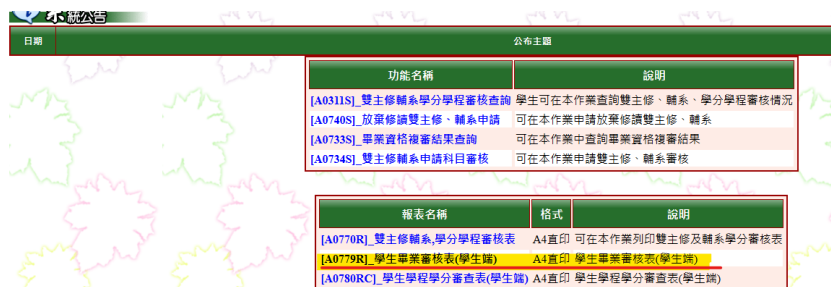 系統公告
日期 公布主題
功能名稱 說明
[A0311S]_雙主修輔系學分學程審核查詢 學生可在本作業查詢雙主修、輔系、學分學程審核情況
[A0740S]_放棄修讀雙主修、輔系申請 可在本作業申請放棄修讀雙主修、輔系
[A0733S]_畢業資格複審結果查詢 可在本作業中查詢畢業資格複審結果
[A0734S]_雙主修輔系申請科目審核 可在本作業申請雙主修、輔系審核
報表名稱 格式 說明
[A0770R]_雙主修輔系,學分學程審核表 A4直印 可在本作業列印雙主修及輔系學分審核表
[A0779R]_學生畢業審核表(學生端) A4直印 學生畢業審核表(學生端)
[A0780RC]_學生學程學分審查表(學生端) A4直印 學生學程學分審查表(學生端)